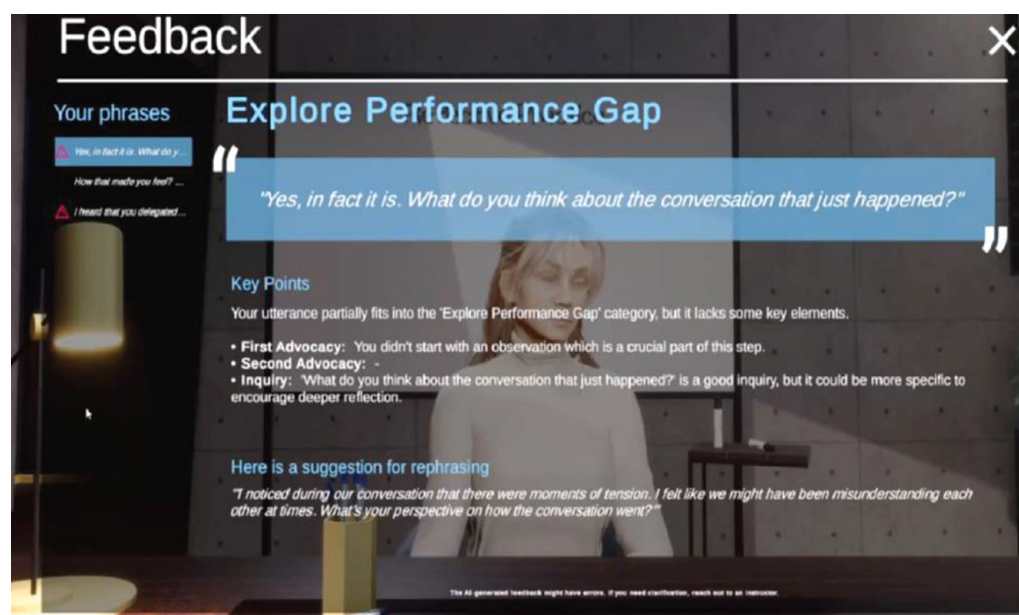 Feedback
Your phrases
Yes, in fact it is. What do y...
How that made you feel? ...
I heard that you delegated ...
Explore Performance Gap
"Yes, in fact it is. What do you think about the conversation that just happened?"
Key Points
Your utterance partially fits into the 'Explore Performance Gap' category, but it lacks some key elements.
• First Advocacy: You didn't start with an observation which is a crucial part of this step.
• Second Advocacy: -
• Inquiry: 'What do you think about the conversation that just happened?' is a good inquiry, but it could be more specific to
encourage deeper reflection.
Here is a suggestion for rephrasing
"I noticed during our conversation that there were moments of tension. I felt like we might have been misunderstanding each
other at times. What's your perspective on how the conversation went?"
The AI-generated feedback might have errors. If you need clarification, reach out to an instructor.